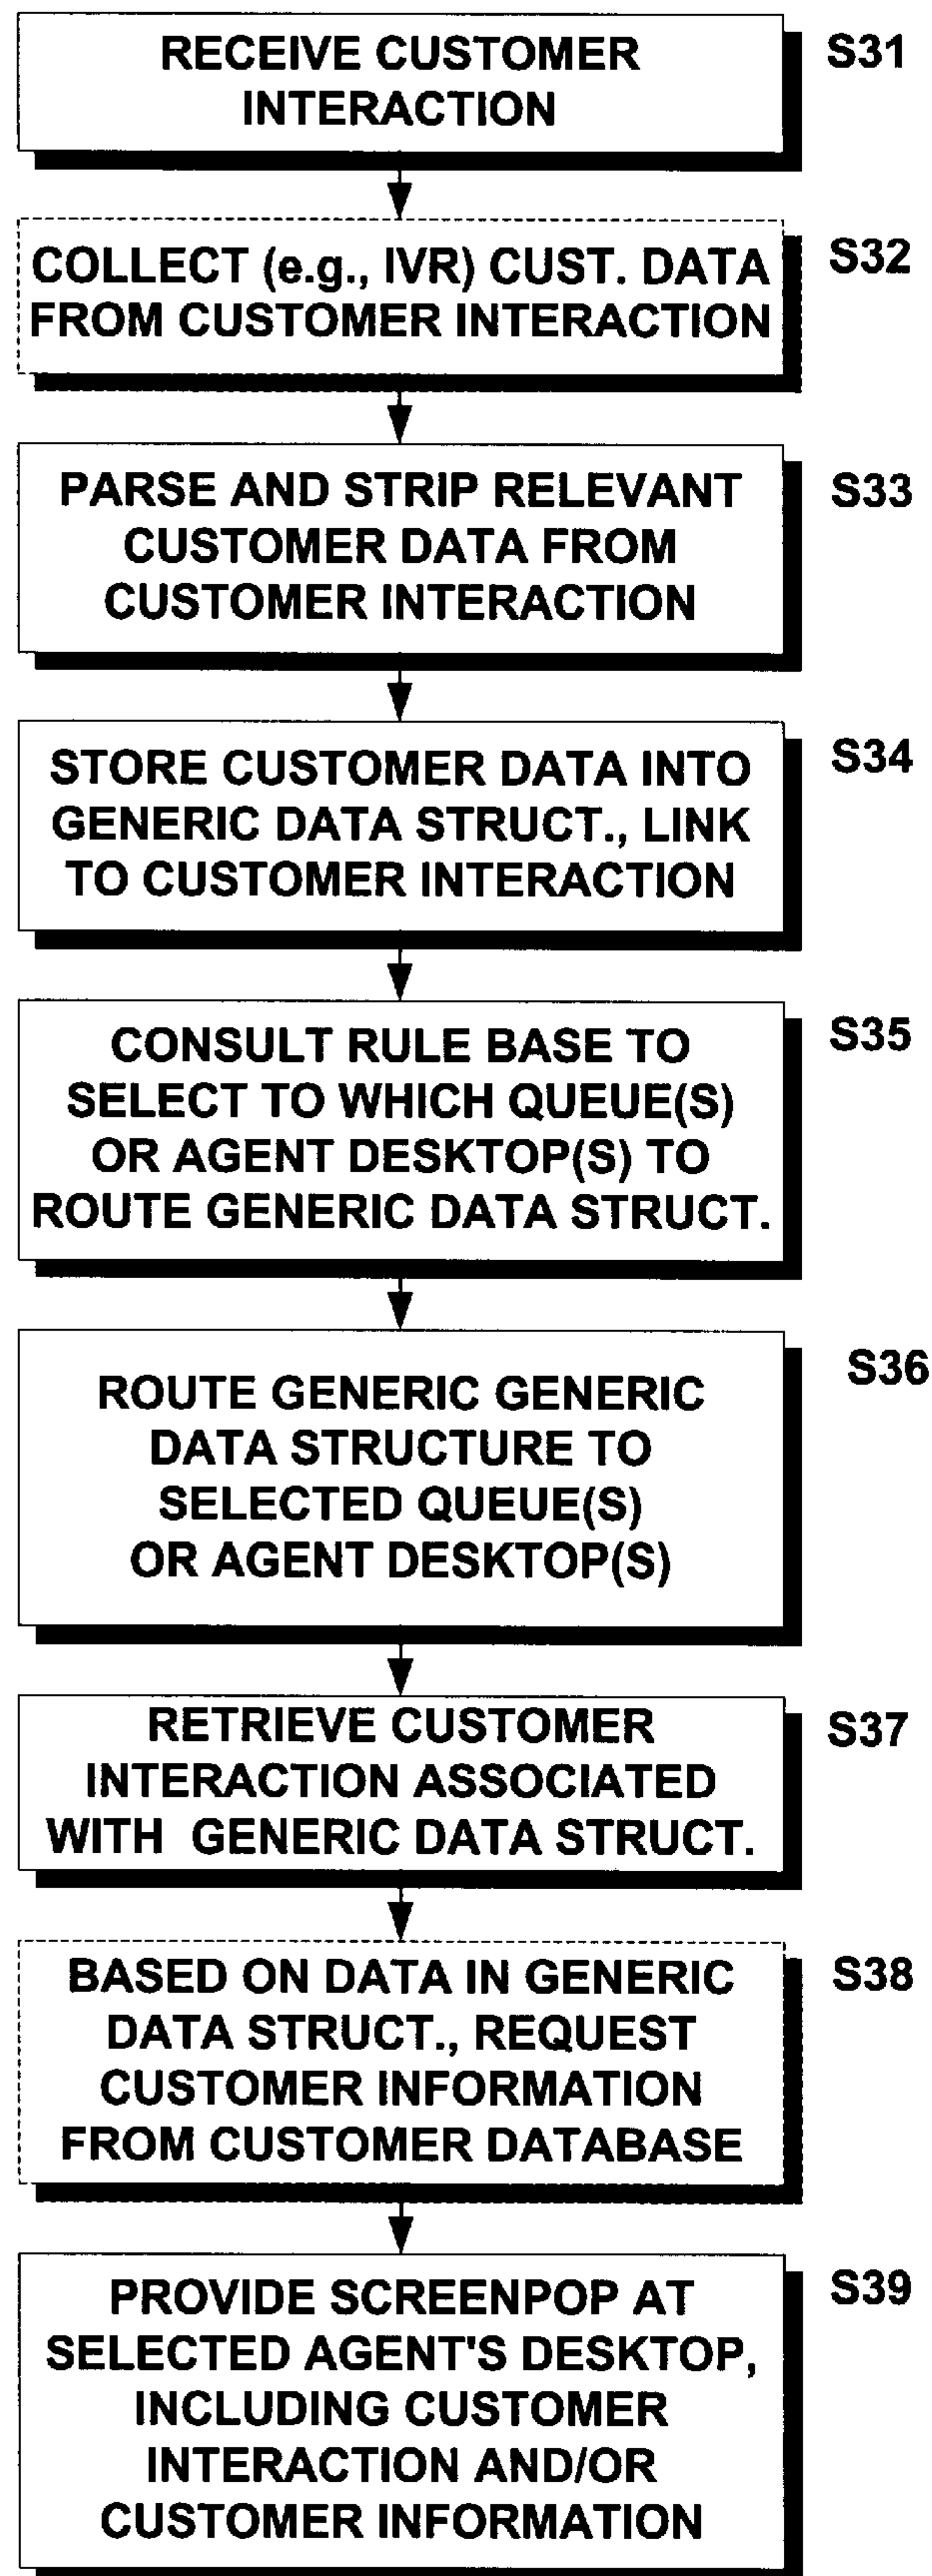 RECEIVE CUSTOMER
INTERACTION
S31
COLLECT (e.g., IVR) CUST. DATA
FROM CUSTOMER INTERACTION
S32
PARSE AND STRIP RELEVANT
CUSTOMER DATA FROM
CUSTOMER INTERACTION
S33
STORE CUSTOMER DATA INTO
GENERIC DATA STRUCT., LINK
TO CUSTOMER INTERACTION
S34
CONSULT RULE BASE TO
SELECT TO WHICH QUEUE(S)
OR AGENT DESKTOP(S) TO
ROUTE GENERIC DATA STRUCT.
S35
ROUTE GENERIC GENERIC
DATA STRUCTURE TO
SELECTED QUEUE(S)
OR AGENT DESKTOP(S)
S36
RETRIEVE CUSTOMER
INTERACTION ASSOCIATED
WITH GENERIC DATA STRUCT.
S37
BASED ON DATA IN GENERIC
DATA STRUCT., REQUEST
CUSTOMER INFORMATION
FROM CUSTOMER DATABASE
S38
PROVIDE SCREENPOP AT
SELECTED AGENT'S DESKTOP,
INCLUDING CUSTOMER
INTERACTION AND/OR
CUSTOMER INFORMATION
S39